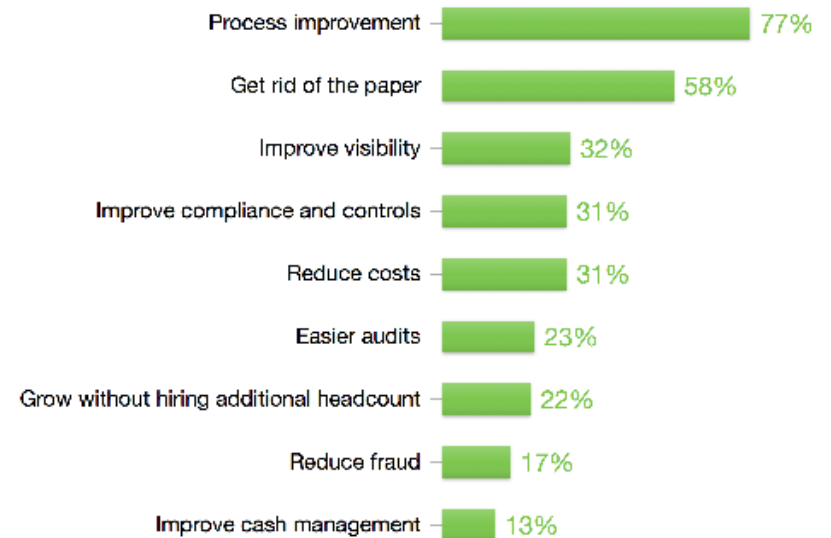 Process improvement 77%
Get rid of the paper 58%
Improve visibility 32%
Improve compliance and controls 31%
Reduce costs 31%
Easier audits 23%
Grow without hiring additional headcount 22%
Reduce fraud 17%
Improve cash management 13%